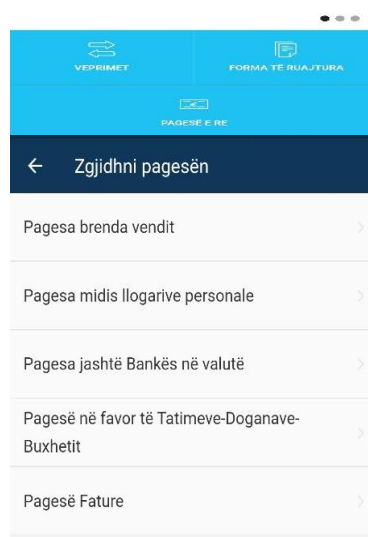 VEPRIMET
FORMA TË RUAJTURA
PAGESË E RE
Zgjidhni pagesën
Pagesa brenda vendit
Pagesa midis llogarive personale
Pagesa jashtë Bankës në valutë
Pagesë në favor të Tatimeve-Doganave-
Buxhetit
Pagesë Fature